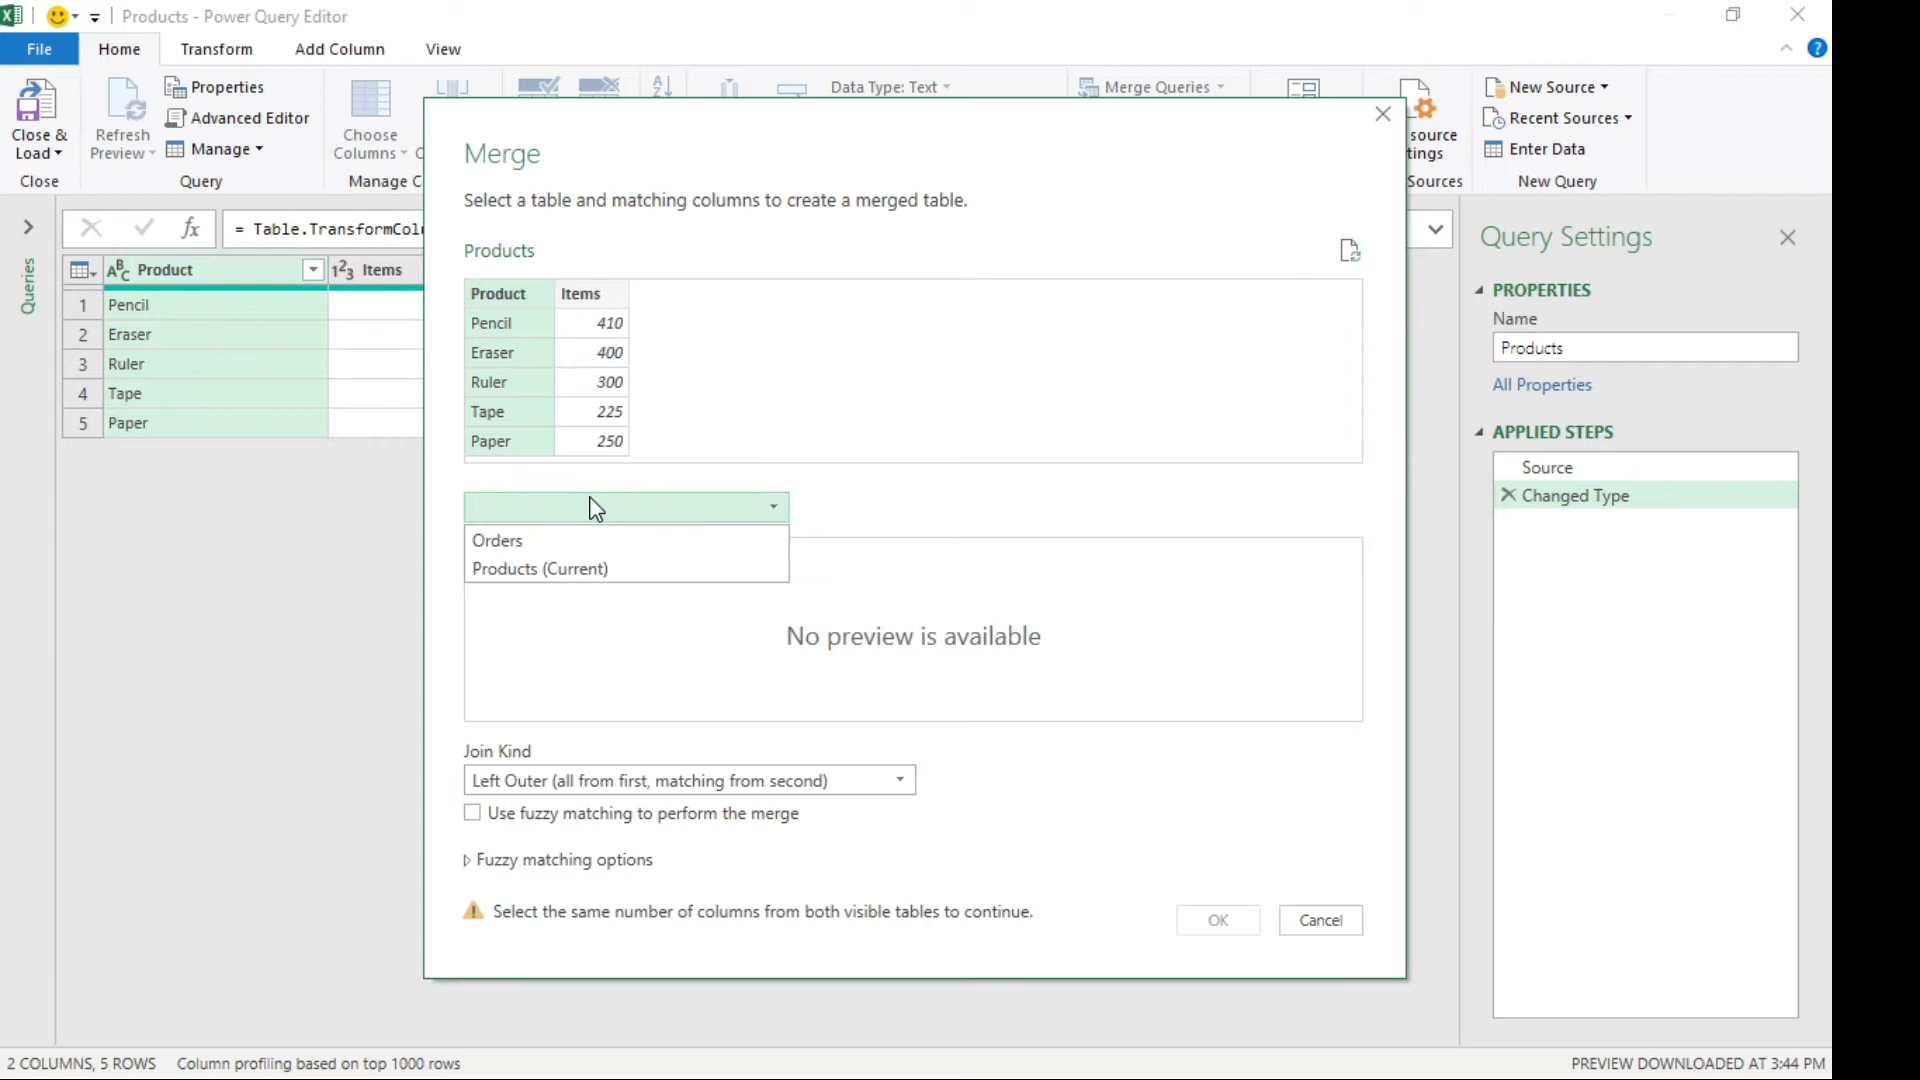 Products - Power Query Editor
File Home Transform Add Column View
Close & Load
Refresh Preview
Properties
Advanced Editor
Manage
Choose Columns
Data Type: Text
Merge Queries
source
tings
New Source
Recent Sources
Enter Data
Close Query Manage C Sources New Query
fx = Table.TransformColu
Queries
ABC Product 123 Items
1 Pencil
2 Eraser
3 Ruler
4 Tape
5 Paper
Merge
Select a table and matching columns to create a merged table.
Products
Product Items
Pencil 410
Eraser 400
Ruler 300
Tape 225
Paper 250
Orders
Products (Current)
No preview is available
Join Kind
Left Outer (all from first, matching from second)
Use fuzzy matching to perform the merge
Fuzzy matching options
Select the same number of columns from both visible tables to continue.
OK Cancel
Query Settings
PROPERTIES
Name
Products
All Properties
APPLIED STEPS
Source
Changed Type
2 COLUMNS, 5 ROWS Column profiling based on top 1000 rows
PREVIEW DOWNLOADED AT 3:44 PM